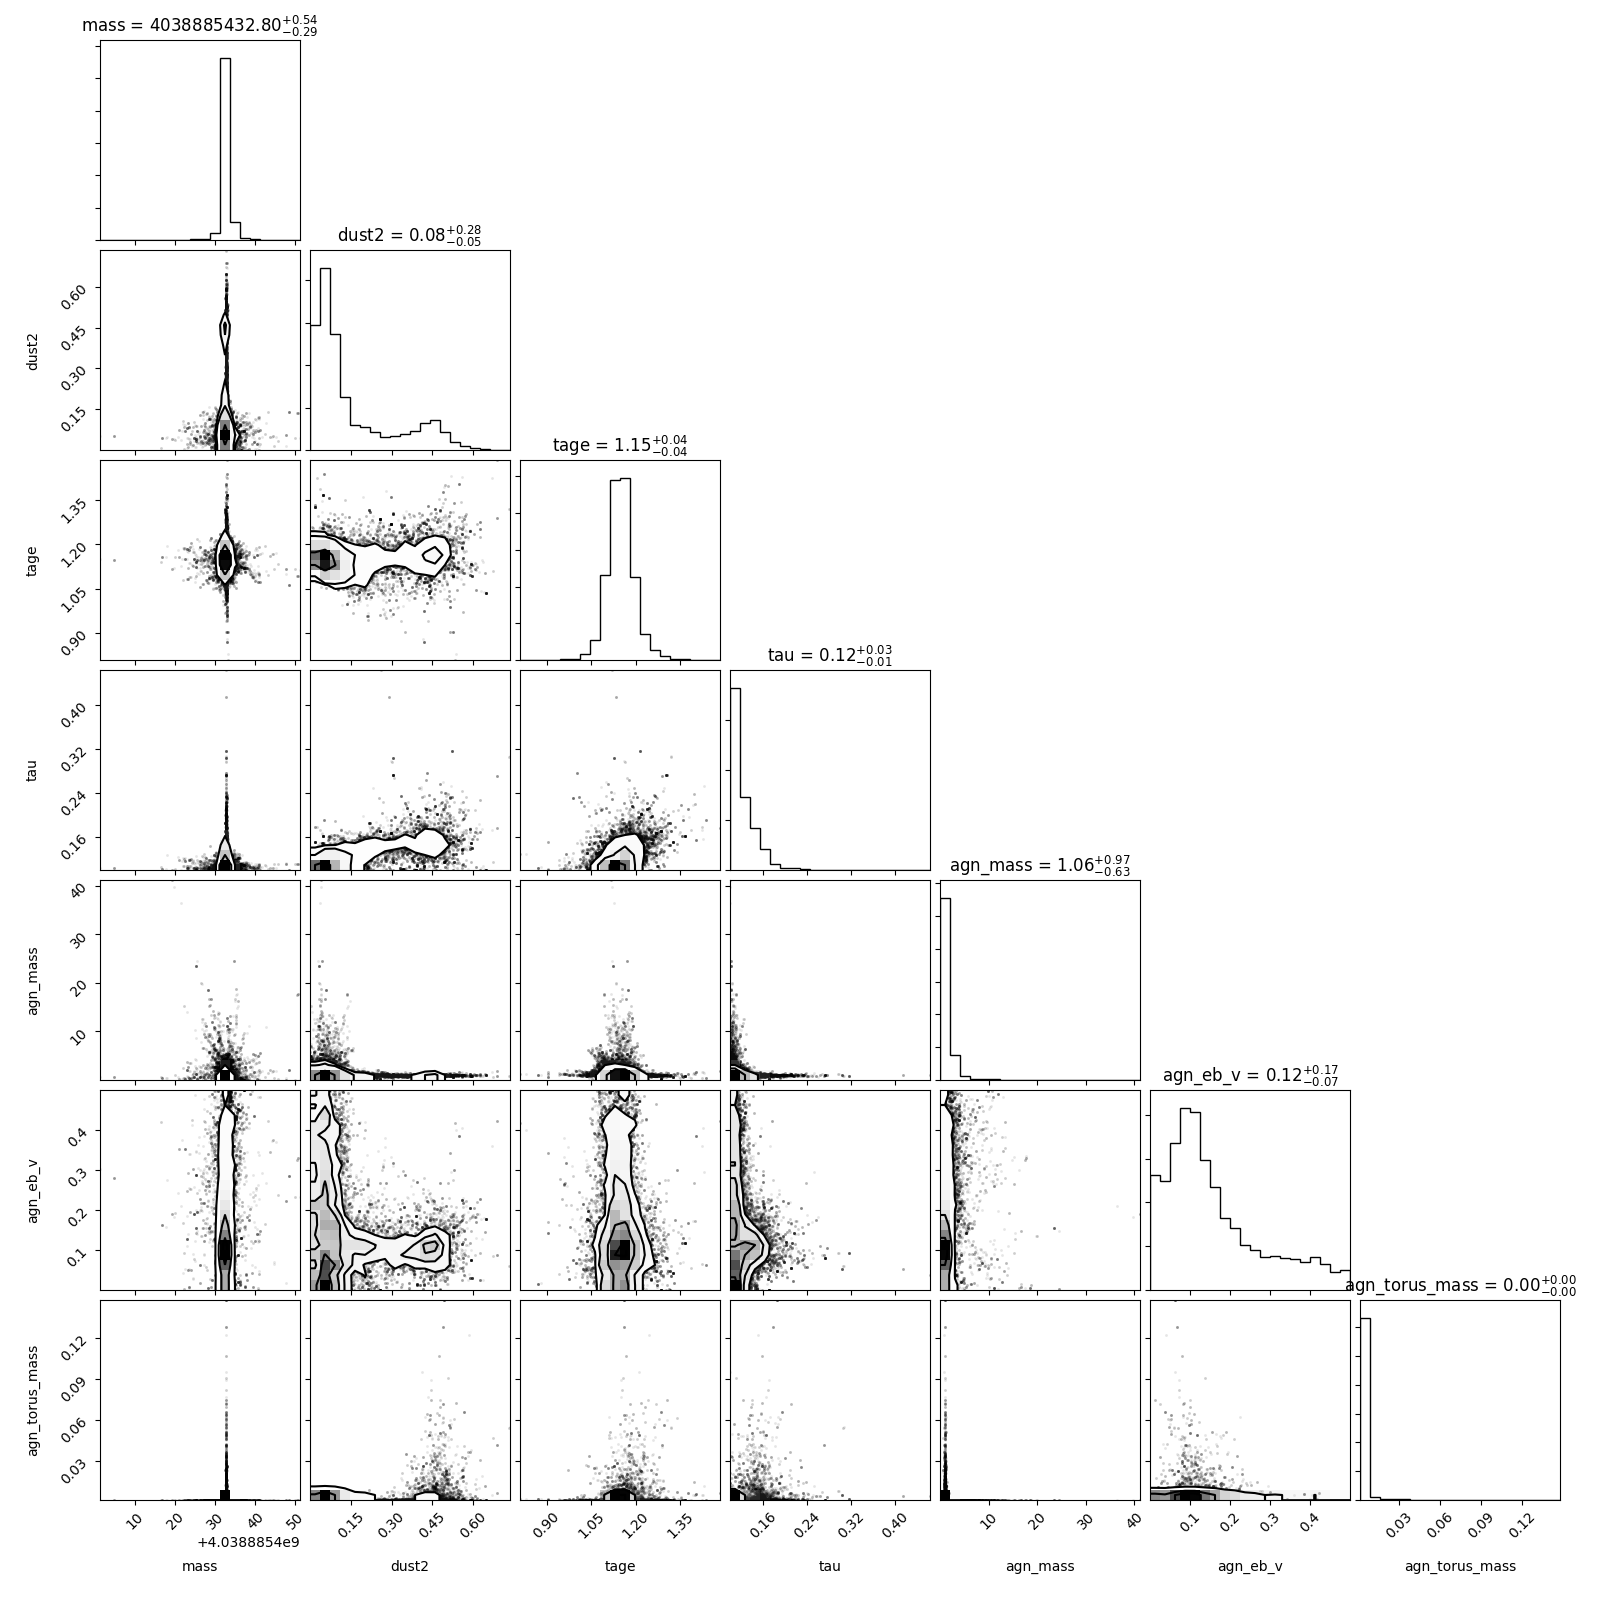 mass = 4038885432.80+0.54−0.29
dust2 = 0.08+0.28−0.05
dust2
0.60
0.45
0.30
0.15
tage = 1.15+0.04−0.04
tage
1.35
1.20
1.05
0.90
tau = 0.12+0.03−0.01
tau
0.40
0.32
0.24
0.16
agn_mass = 1.06+0.97−0.63
agn_mass
40
30
20
10
agn_eb_v = 0.12+0.17−0.07
agn_eb_v
0.4
0.3
0.2
0.1
agn_torus_mass = 0.00+0.00−0.00
agn_torus_mass
0.12
0.09
0.06
0.03
10 20 30 40 50 0.15 0.30 0.45 0.60 0.90 1.05 1.20 1.35 0.16 0.24 0.32 0.40 10 20 30 40 0.1 0.2 0.3 0.4 0.03 0.06 0.09 0.12
+4.0388854e9
mass dust2 tage tau agn_mass agn_eb_v agn_torus_mass